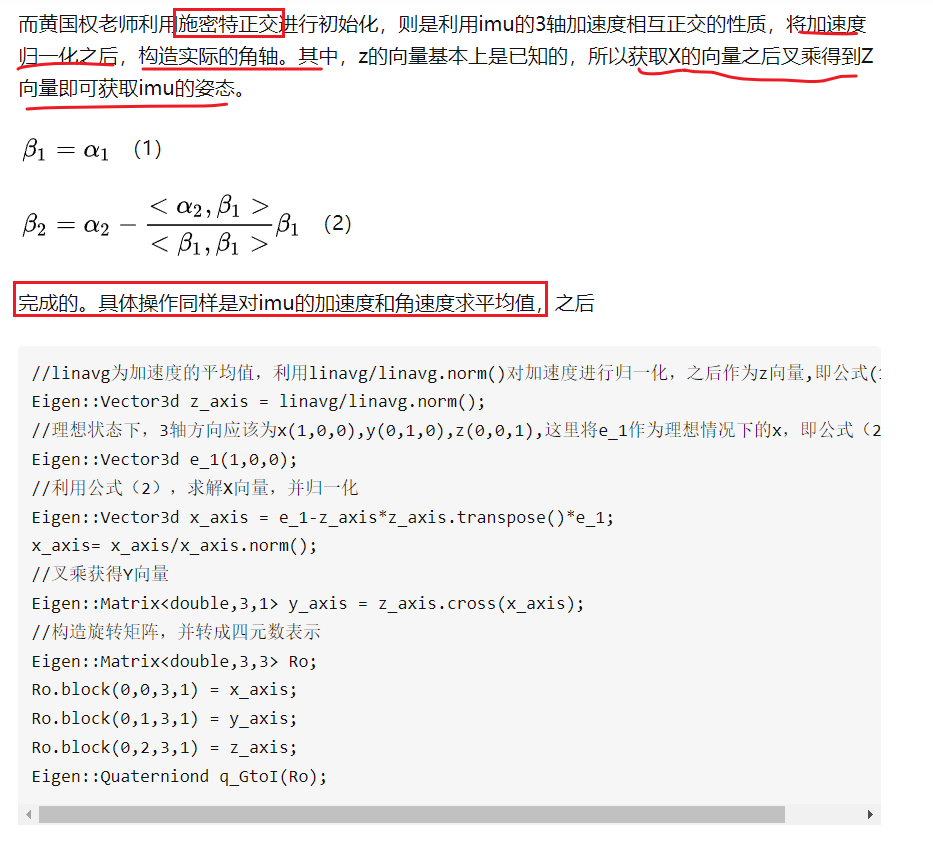 而黄国权老师利用施密特正交进行初始化，则是利用imu的3轴加速度相互正交的性质，将加速度
归一化之后，构造实际的角轴。其中，z的向量基本上是已知的，所以获取X的向量之后叉乘得到Z
向量即可获取imu的姿态。
β₁ = α₁ （1）
β₂ = α₂ − <α₂, β₁> / <β₁, β₁> β₁ （2）
完成的。具体操作同样是对imu的加速度和角速度求平均值，之后
//linavg为加速度的平均值，利用linavg/linavg.norm()对加速度进行归一化，之后作为z向量,即公式(
Eigen::Vector3d z_axis = linavg/linavg.norm();
//理想状态下，3轴方向应该为x(1,0,0),y(0,1,0),z(0,0,1),这里将e_1作为理想情况下的x，即公式（2
Eigen::Vector3d e_1(1,0,0);
//利用公式（2），求解X向量，并归一化
Eigen::Vector3d x_axis = e_1-z_axis*z_axis.transpose()*e_1;
x_axis= x_axis/x_axis.norm();
//叉乘获得Y向量
Eigen::Matrix<double,3,1> y_axis = z_axis.cross(x_axis);
//构造旋转矩阵，并转成四元数表示
Eigen::Matrix<double,3,3> Ro;
Ro.block(0,0,3,1) = x_axis;
Ro.block(0,1,3,1) = y_axis;
Ro.block(0,2,3,1) = z_axis;
Eigen::Quaterniond q_GtoI(Ro);